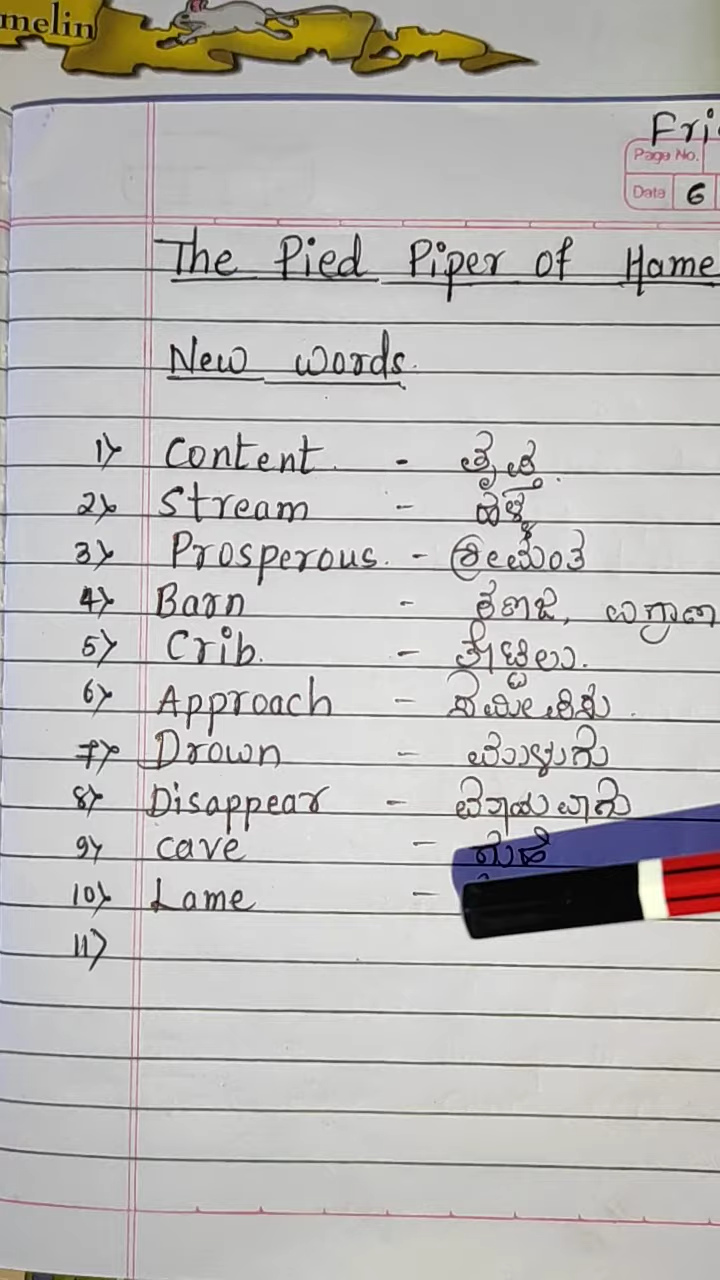 melin
Fri
Page No.
Date 6
The Pied Piper of Hame
New words.
1) Content - ತೃಪ್ತ.
2) Stream - ಹಳ್ಳ
3) Prosperous. - ಶ್ರೀಮಂತ
4) Barn - ಕಣಜ,
5) Crib. -
6) Approach - ಸಮೀಪಿಸು.
7) Drown - ಮುಳುಗು
8) Disappear - ಮಾಯವಾಗು
9) Cave - ಗುಹೆ
10) Lame -
11)